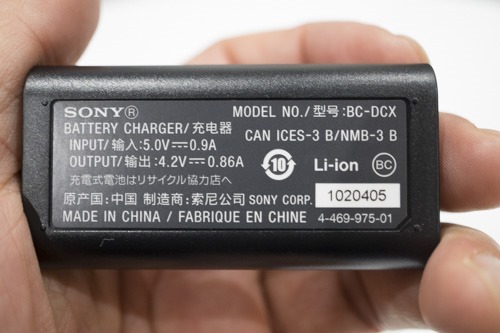 SONY® MODEL NO./型号:BC-DCX
BATTERY CHARGER/充电器 CAN ICES-3 B/NMB-3 B
INPUT/输入:5.0V⎓0.9A
OUTPUT/输出:4.2V⎓0.86A 10 Li-ion BC
充電式電池はリサイクル協力店へ
原产国:中国 制造商:索尼公司 SONY CORP. 1020405
MADE IN CHINA / FABRIQUE EN CHINE 4-469-975-01